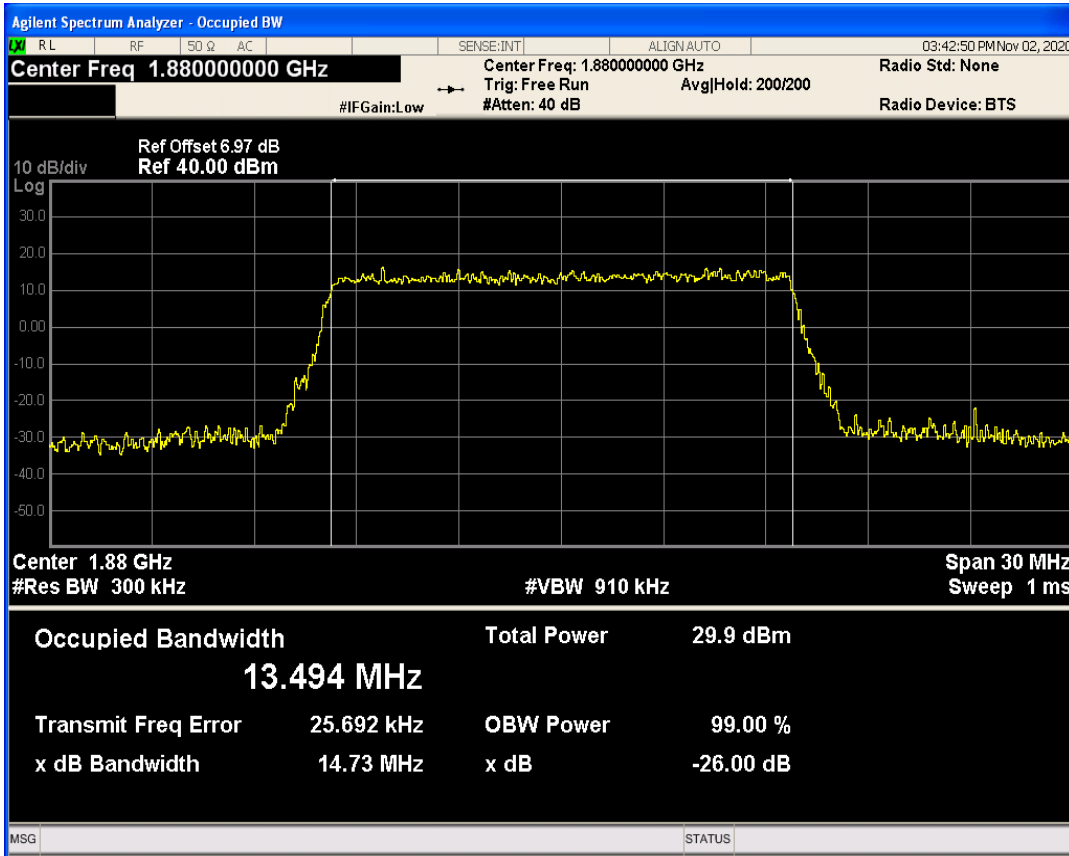 Agilent Spectrum Analyzer - Occupied BW
LXI RL RF 50 Ω AC SENSE:INT ALIGN AUTO 03:42:50 PM Nov 02, 2020
Center Freq 1.880000000 GHz Center Freq: 1.880000000 GHz Radio Std: None
Trig: Free Run Avg|Hold: 200/200
#IFGain:Low #Atten: 40 dB Radio Device: BTS
Ref Offset 6.97 dB
10 dB/div Ref 40.00 dBm
Log
30.0
20.0
10.0
0.00
-10.0
-20.0
-30.0
-40.0
-50.0
Center 1.88 GHz Span 30 MHz
#Res BW 300 kHz #VBW 910 kHz Sweep 1 ms
Occupied Bandwidth Total Power 29.9 dBm
13.494 MHz
Transmit Freq Error 25.692 kHz OBW Power 99.00 %
x dB Bandwidth 14.73 MHz x dB -26.00 dB
MSG STATUS